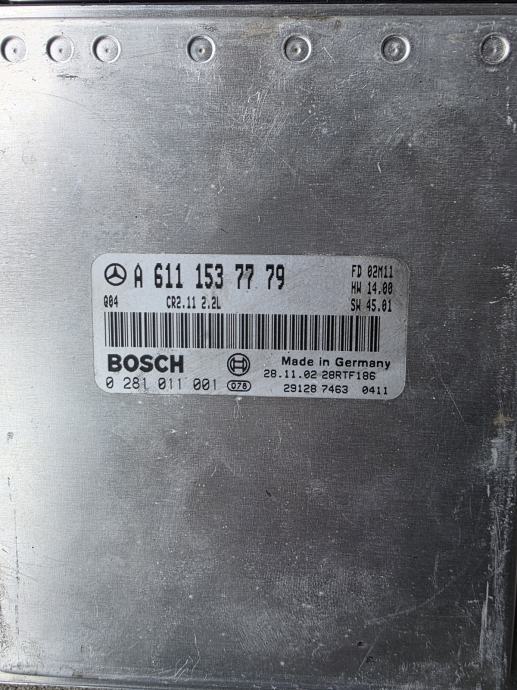 A 611 153 77 79
FD 02M11
HW 14.00
Q04 CR2.11 2.2L SW 45.01
BOSCH Made in Germany
28.11.02 28RTF186
0 281 011 001 078 29128 7463 0411